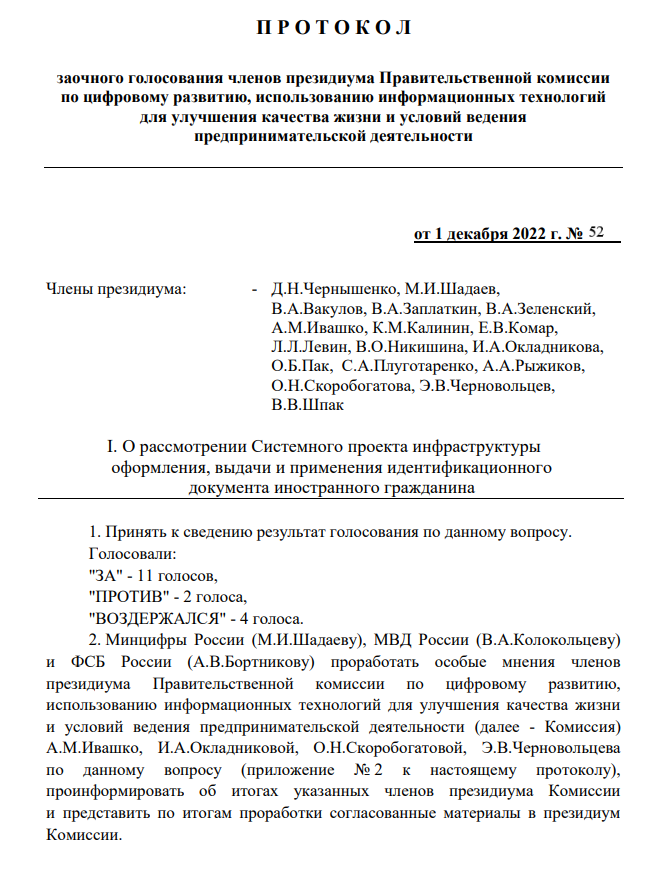 П Р О Т О К О Л
заочного голосования членов президиума Правительственной комиссии
по цифровому развитию, использованию информационных технологий
для улучшения качества жизни и условий ведения
предпринимательской деятельности
от 1 декабря 2022 г. № 52
Члены президиума: - Д.Н.Чернышенко, М.И.Шадаев,
В.А.Вакулов, В.А.Заплаткин, В.А.Зеленский,
А.М.Ивашко, К.М.Калинин, Е.В.Комар,
Л.Л.Левин, В.О.Никишина, И.А.Окладникова,
О.Б.Пак, С.А.Плуготаренко, А.А.Рыжиков,
О.Н.Скоробогатова, Э.В.Черновольцев,
В.В.Шпак
I. О рассмотрении Системного проекта инфраструктуры
оформления, выдачи и применения идентификационного
документа иностранного гражданина
1. Принять к сведению результат голосования по данному вопросу.
Голосовали:
"ЗА" - 11 голосов,
"ПРОТИВ" - 2 голоса,
"ВОЗДЕРЖАЛСЯ" - 4 голоса.
2. Минцифры России (М.И.Шадаеву), МВД России (В.А.Колокольцеву)
и ФСБ России (А.В.Бортникову) проработать особые мнения членов
президиума Правительственной комиссии по цифровому развитию,
использованию информационных технологий для улучшения качества жизни
и условий ведения предпринимательской деятельности (далее - Комиссия)
А.М.Ивашко, И.А.Окладниковой, О.Н.Скоробогатовой, Э.В.Черновольцева
по данному вопросу (приложение № 2 к настоящему протоколу),
проинформировать об итогах указанных членов президиума Комиссии
и представить по итогам проработки согласованные материалы в президиум
Комиссии.